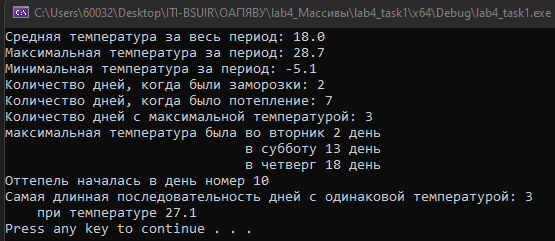 C:\Users\60032\Desktop\ITI-BSUIR\ОАПЯВУ\lab4_Массивы\lab4_task1\x64\Debug\lab4_task1.exe
Средняя температура за весь период: 18.0
Максимальная температура за период: 28.7
Минимальная температура за период: -5.1
Количество дней, когда были заморозки: 2
Количество дней, когда было потепление: 7
Количество дней с максимальной температурой: 3
максимальная температура была во вторник 2 день
в субботу 13 день
в четверг 18 день
Оттепель началась в день номер 10
Самая длинная последовательность дней с одинаковой температурой: 3
при температуре 27.1
Press any key to continue . . .